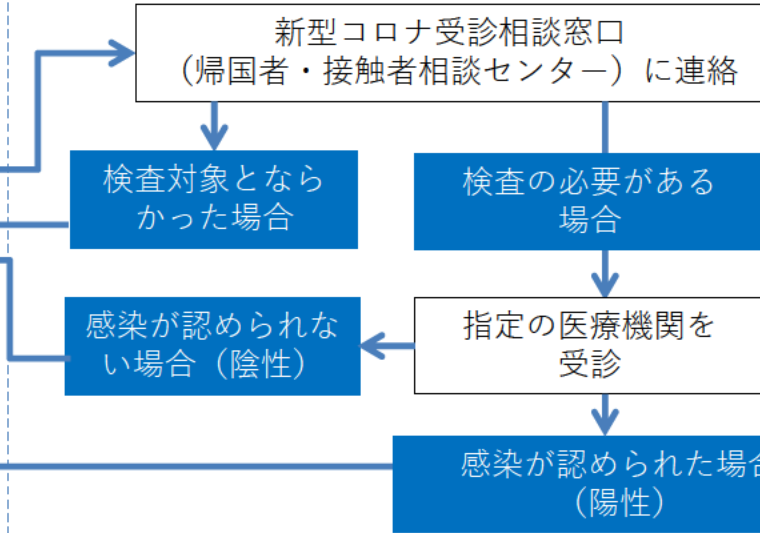 新型コロナ受診相談窓口
（帰国者・接触者相談センター）に連絡
検査対象となら
かった場合
検査の必要がある
場合
感染が認められな
い場合（陰性）
指定の医療機関を
受診
感染が認められた場合
（陽性）